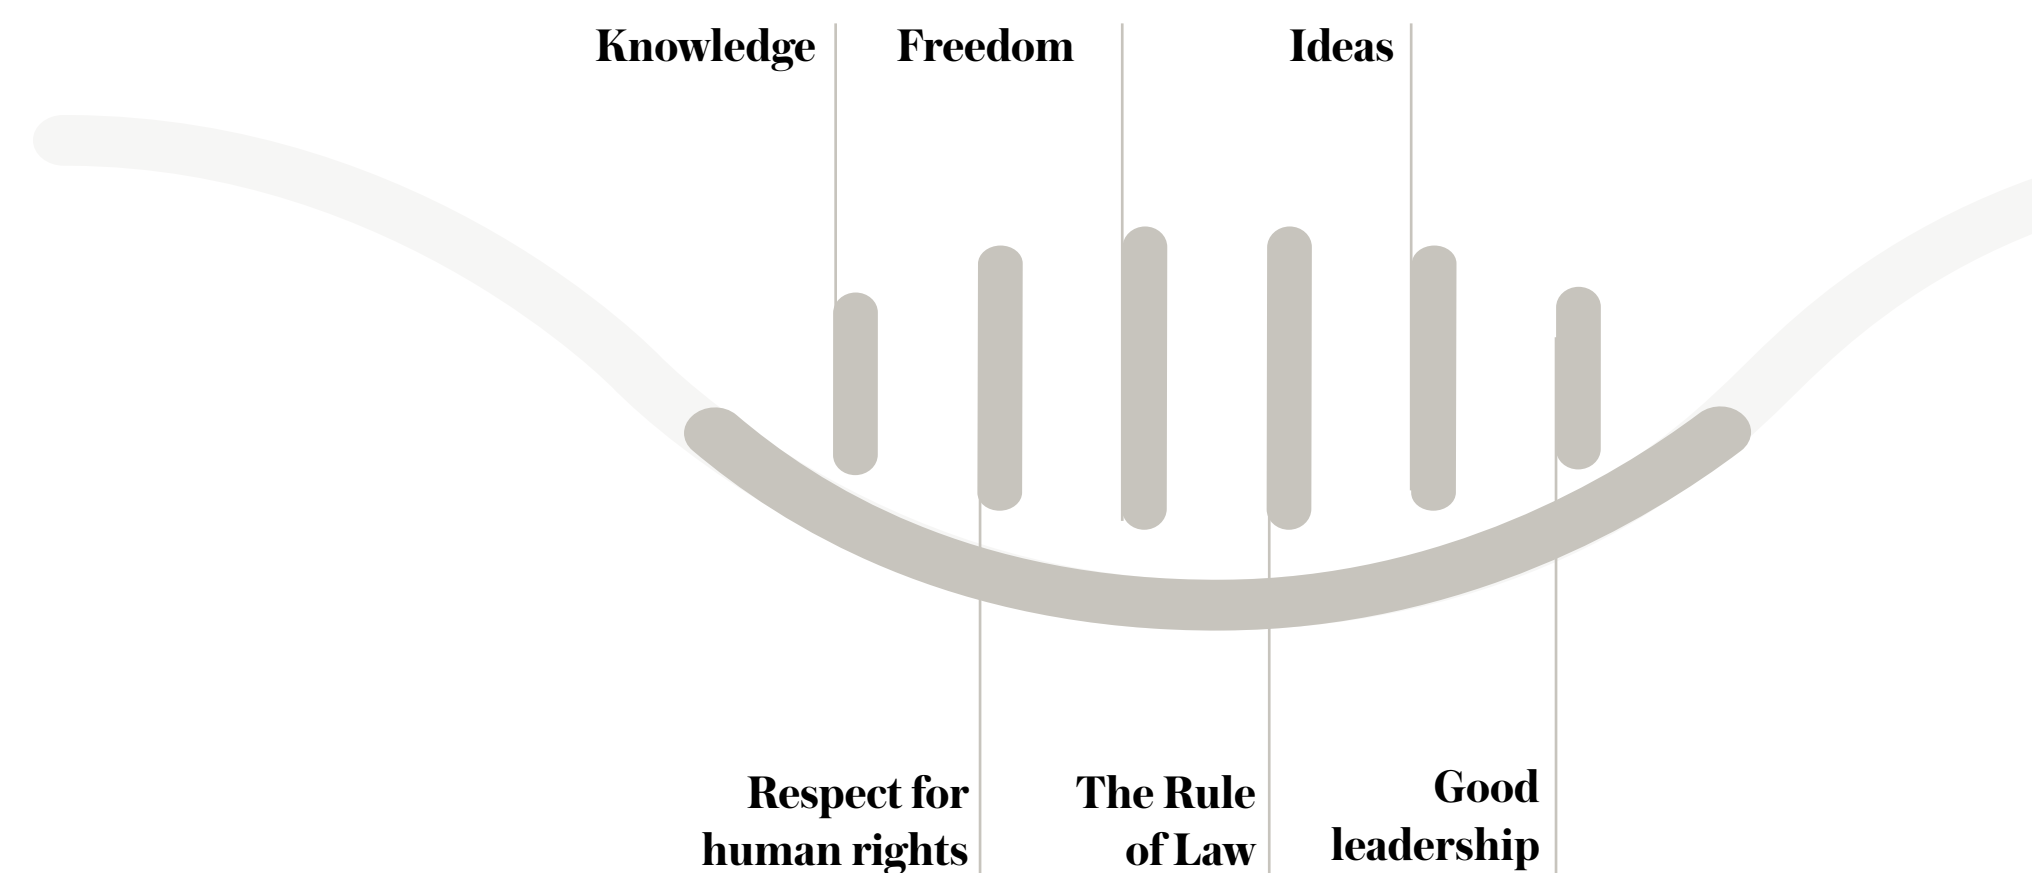 Knowledge
Freedom
Ideas
Respect for
human rights
The Rule
of Law
Good
leadership